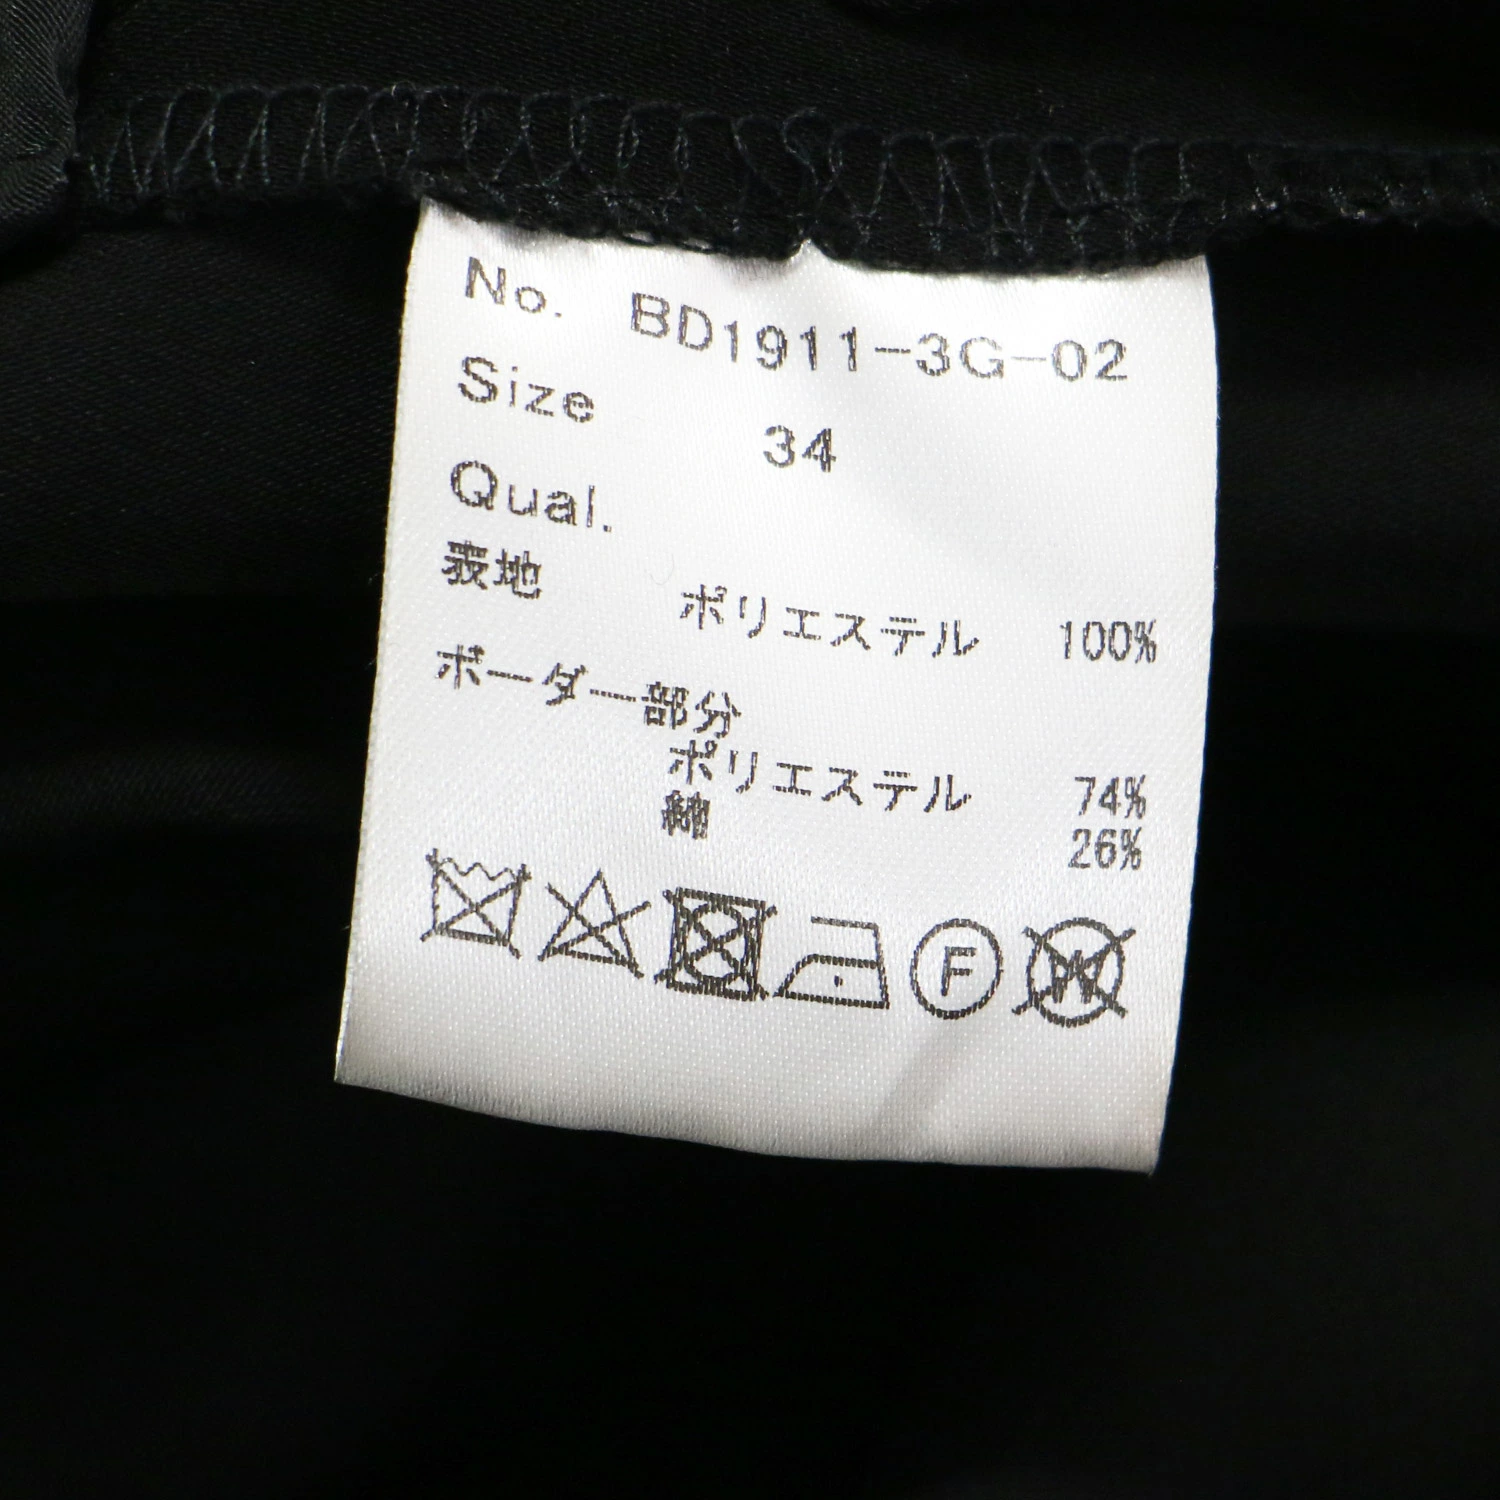 No. BD1911-3G-02
Size 34
Qual.
表地 ポリエステル 100%
ボーダー部分
ポリエステル 74%
綿 26%
F W